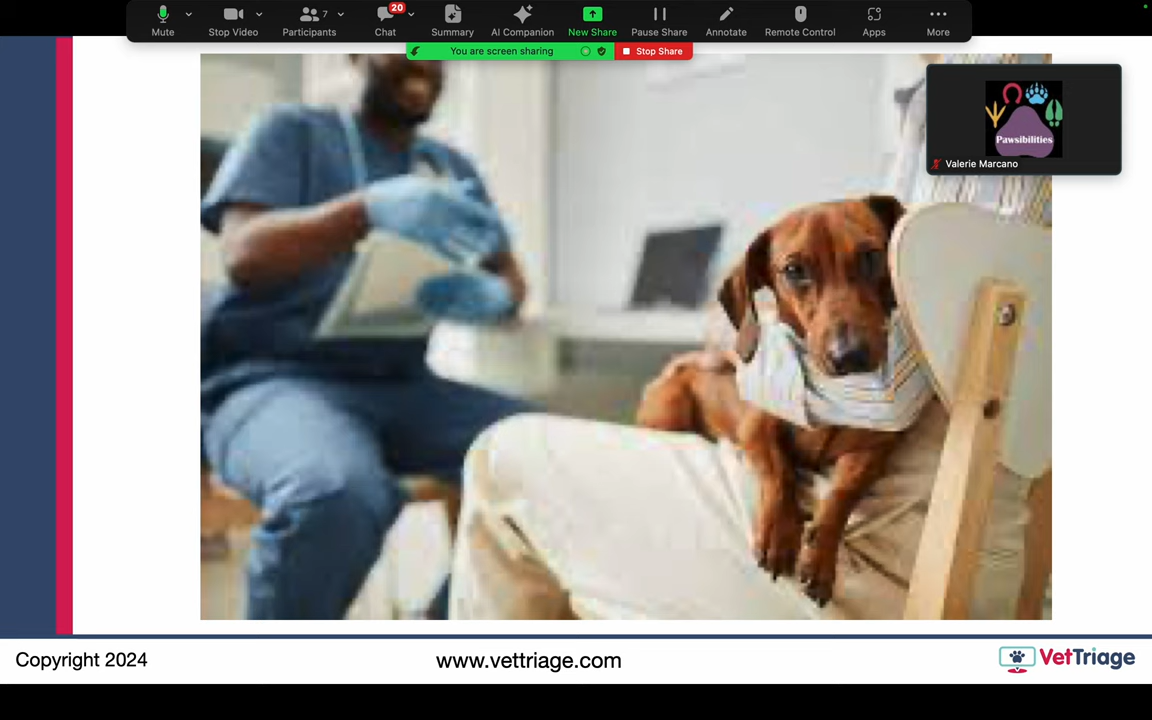 7
20
Mute
Stop Video
Participants
Chat
Summary
AI Companion
New Share
Pause Share
Annotate
Remote Control
Apps
More
You are screen sharing
Stop Share
Pawsibilities
Valerie Marcano
Copyright 2024
www.vettriage.com
VetTriage